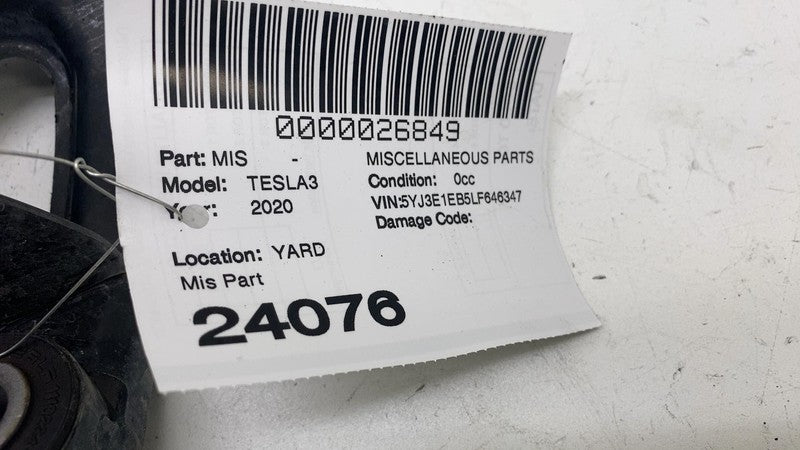 0000026849
Part: MIS - MISCELLANEOUS PARTS
Model: TESLA3 Condition: 0cc
Year: 2020 VIN:5YJ3E1EB5LF646347
Damage Code:
Location: YARD
Mis Part
24076